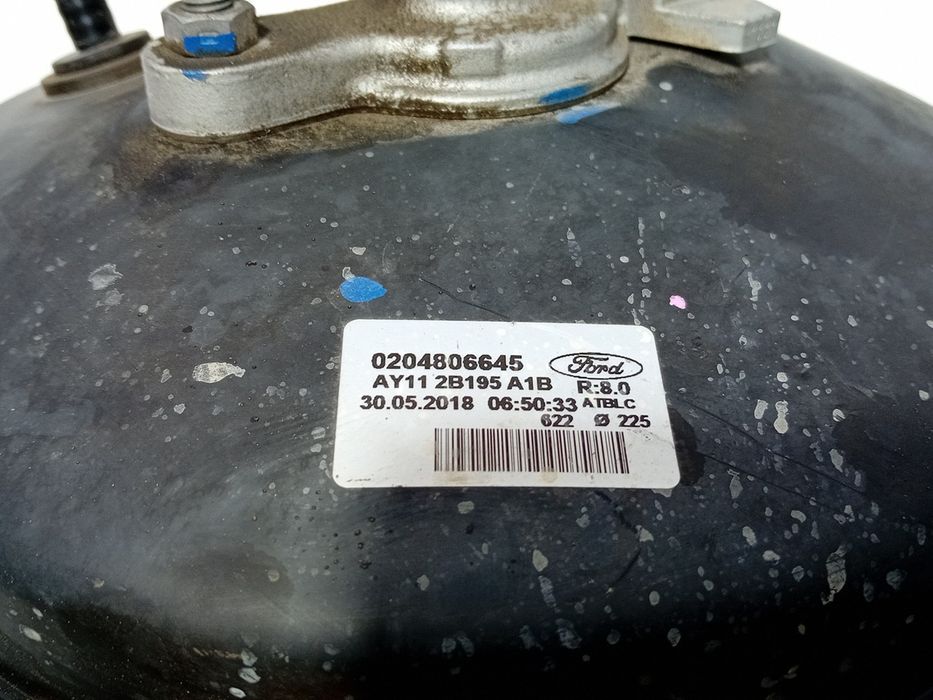 0204806645 Ford
AY11 2B195 A1B R:8.0
30.05.2018 06:50:33 ATBLC
622 Ø 225